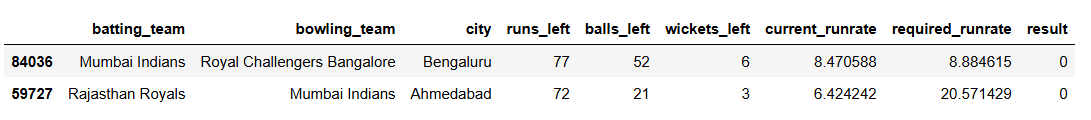 batting_team bowling_team city runs_left balls_left wickets_left current_runrate required_runrate result
84036 Mumbai Indians Royal Challengers Bangalore Bengaluru 77 52 6 8.470588 8.884615 0
59727 Rajasthan Royals Mumbai Indians Ahmedabad 72 21 3 6.424242 20.571429 0